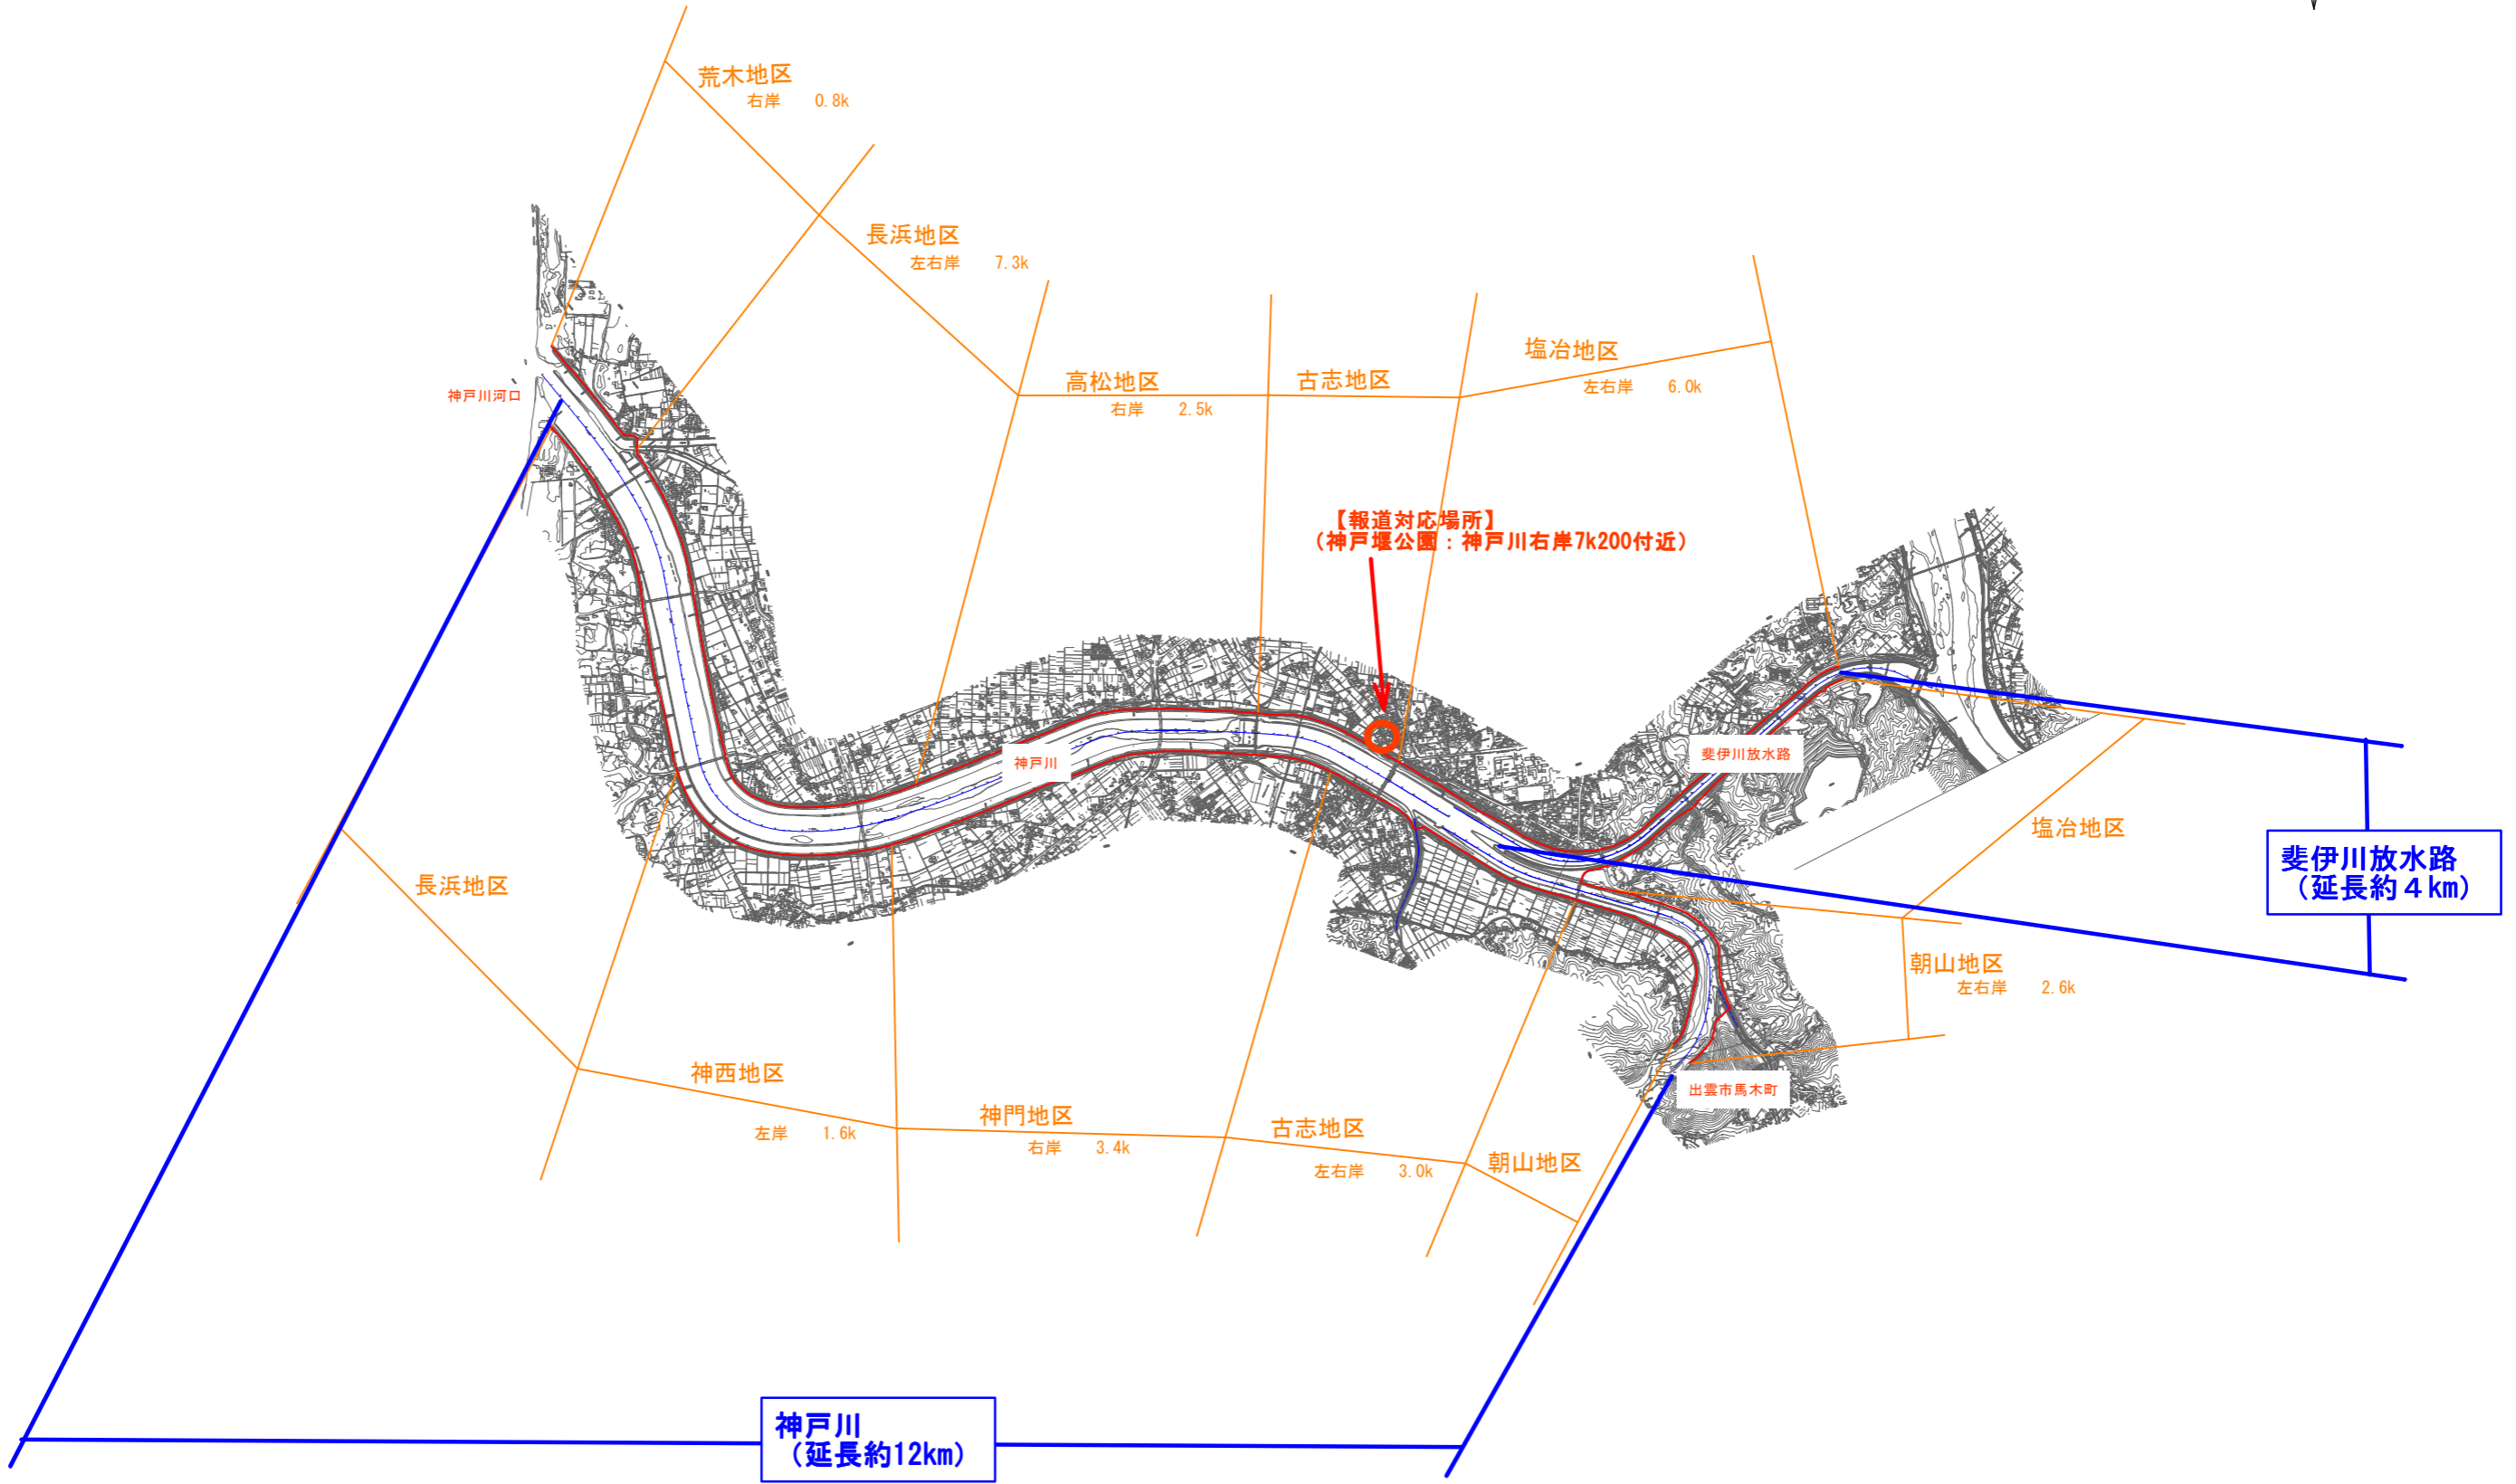 荒木地区
右岸 0.8k
長浜地区
左右岸 7.3k
高松地区
右岸 2.5k
古志地区
塩冶地区
左右岸 6.0k
神戸川河口
【報道対応場所】
(神戸堰公園:神戸川右岸7k200付近)
神戸川
斐伊川放水路
塩冶地区
斐伊川放水路
(延長約4km)
長浜地区
朝山地区
左右岸 2.6k
神西地区
左岸 1.6k
神門地区
右岸 3.4k
古志地区
左右岸 3.0k
朝山地区
出雲市馬木町
神戸川
(延長約12km)